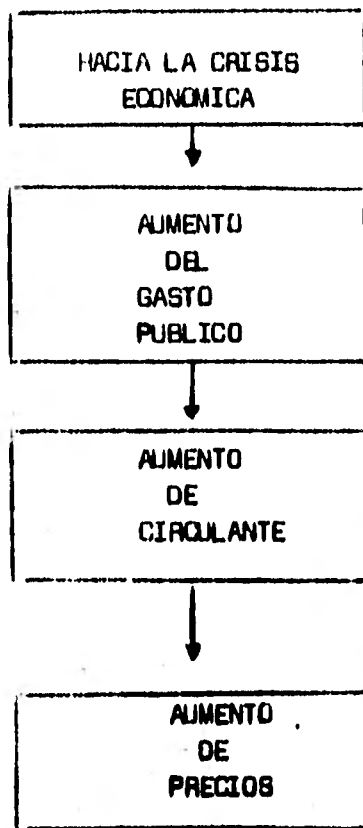 HACIA LA CRISIS
ECONOMICA
AUMENTO
DEL
GASTO
PUBLICO
AUMENTO
DE
CIRCULANTE
AUMENTO
DE
PRECIOS